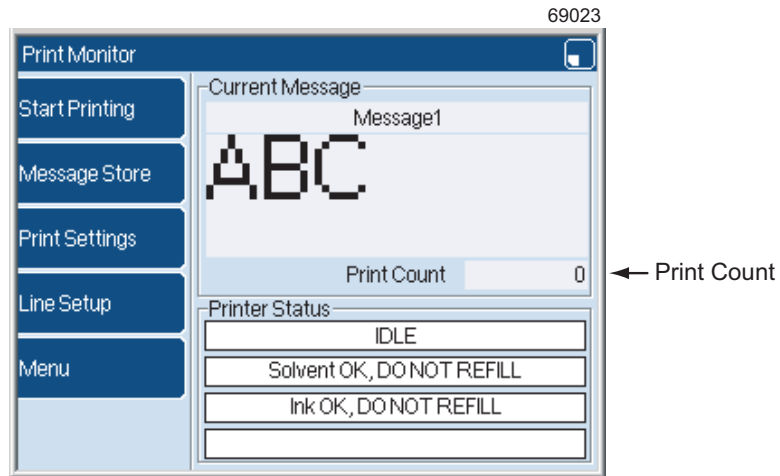 69023
Print Monitor
Start Printing
Message Store
Print Settings
Line Setup
Menu
Current Message
Message1
ABC
Print Count 0
Print Count
Printer Status
IDLE
Solvent OK, DO NOT REFILL
Ink OK, DO NOT REFILL